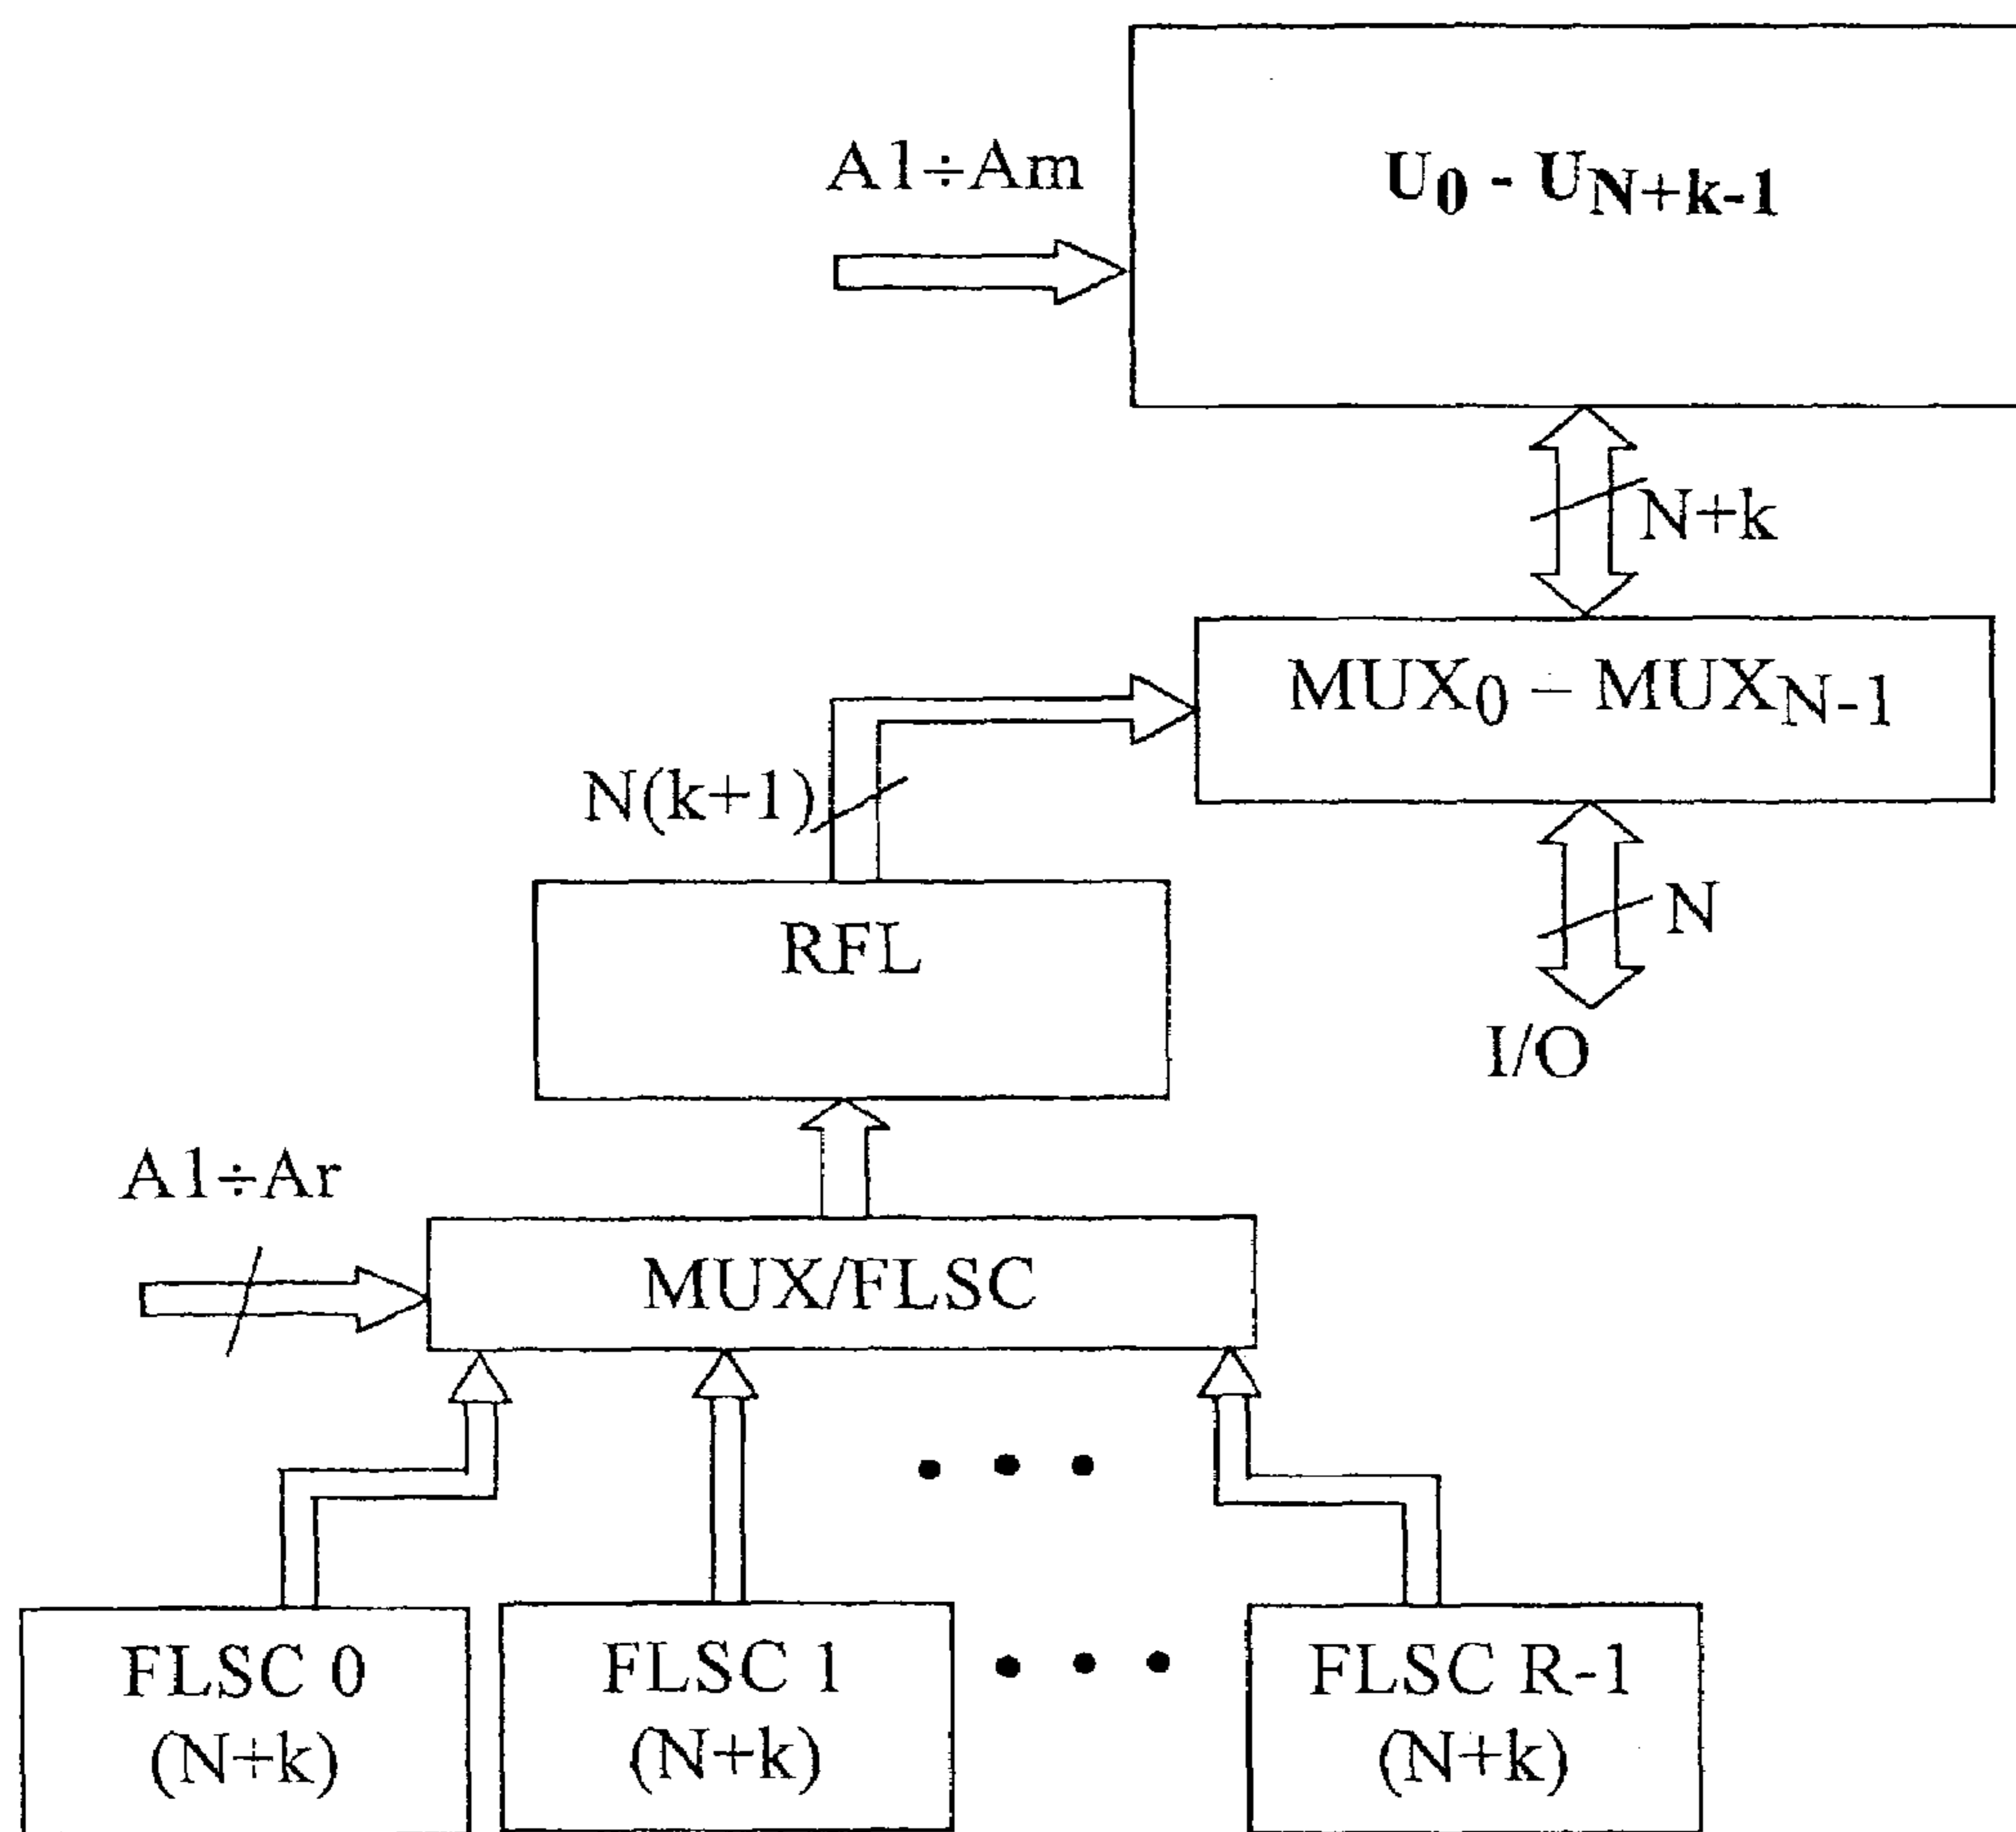 A1÷Am
U0 - UN+k-1
N+k
MUX0 – MUXN-1
N(k+1)
N
RFL
I/O
A1÷Ar
MUX/FLSC
FLSC 0
(N+k)
FLSC 1
(N+k)
FLSC R-1
(N+k)